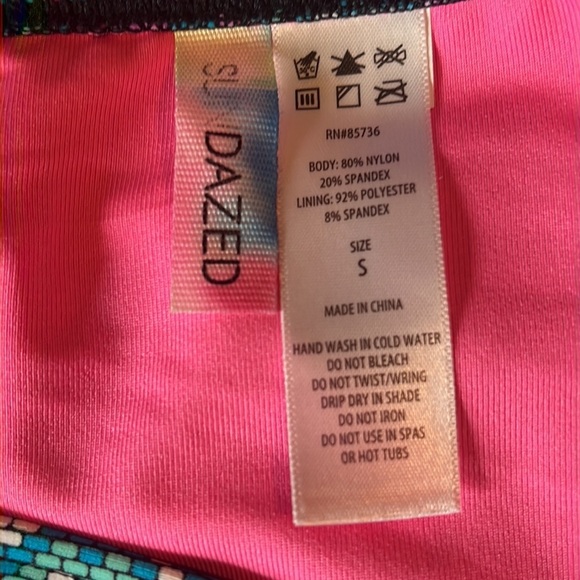 SUNDAZED
30°C
RN#85736
BODY: 80% NYLON
20% SPANDEX
LINING: 92% POLYESTER
8% SPANDEX
SIZE
S
MADE IN CHINA
HAND WASH IN COLD WATER
DO NOT BLEACH
DO NOT TWIST/WRING
DRIP DRY IN SHADE
DO NOT IRON
DO NOT USE IN SPAS
OR HOT TUBS